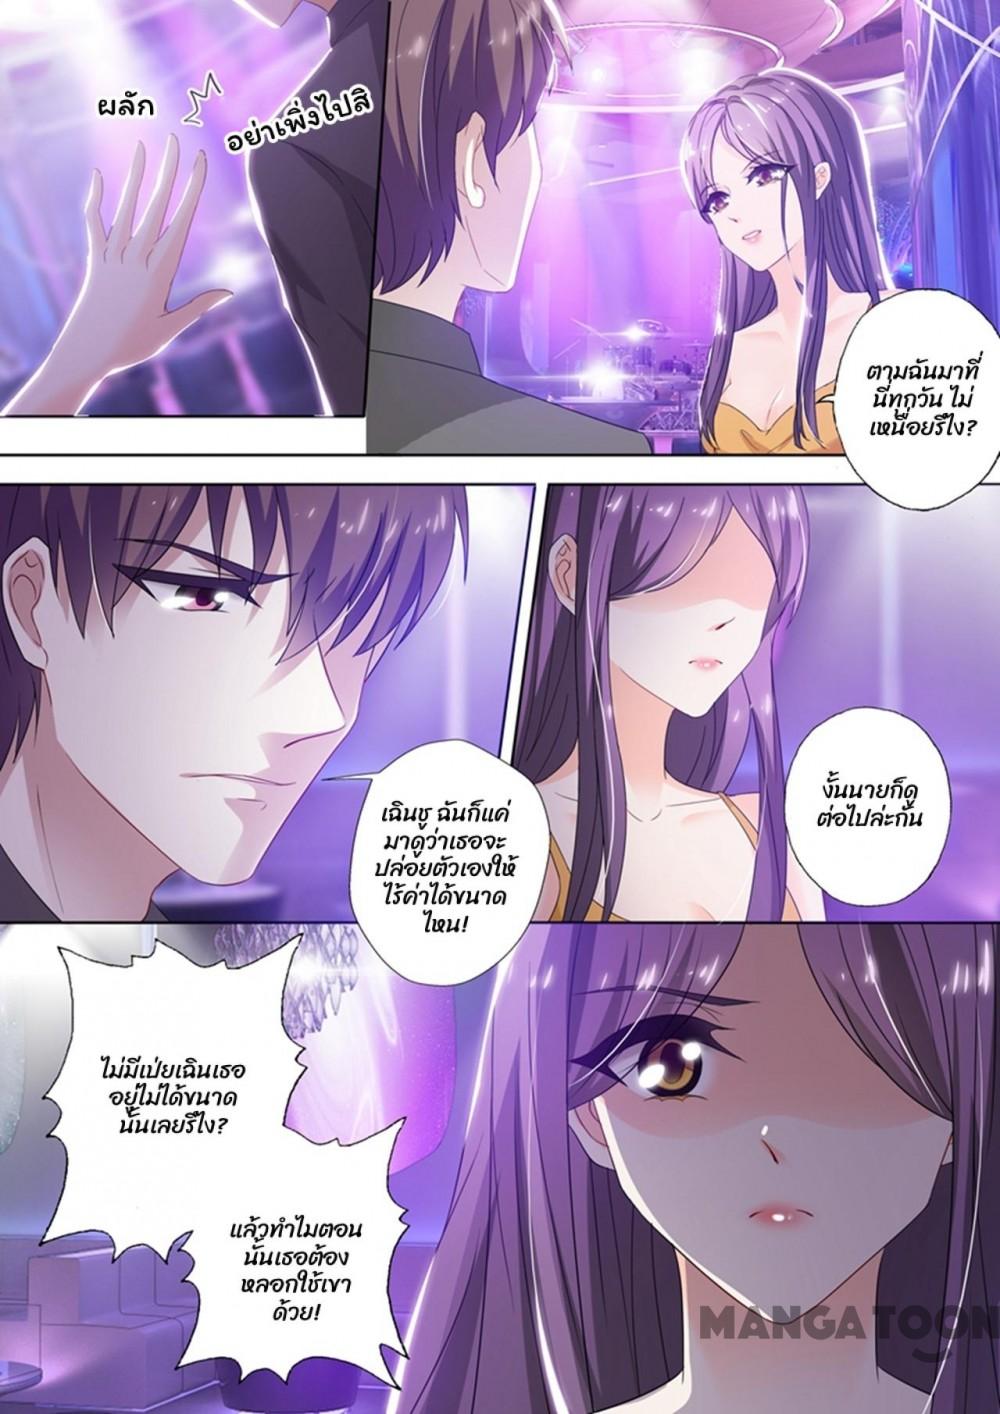 ผลัก
อย่าเพิ่งไปสิ
ตามฉันมาที่
นี่ทุกวัน ไม่
เหนื่อยรึไง?
เฉินชู ฉันก็แค่
มาดูว่าเธอจะ
ปล่อยตัวเองให้
ไร้ค่าได้ขนาด
ไหน!
งั้นนายก็ดู
ต่อไปล่ะกัน
ไม่มีเป่ยเฉินเธอ
อยู่ไม่ได้ขนาด
นั้นเลยรึไง?
แล้วทำไมตอน
นั้นเธอต้อง
หลอกใช้เขา
ด้วย!
MANGATOON